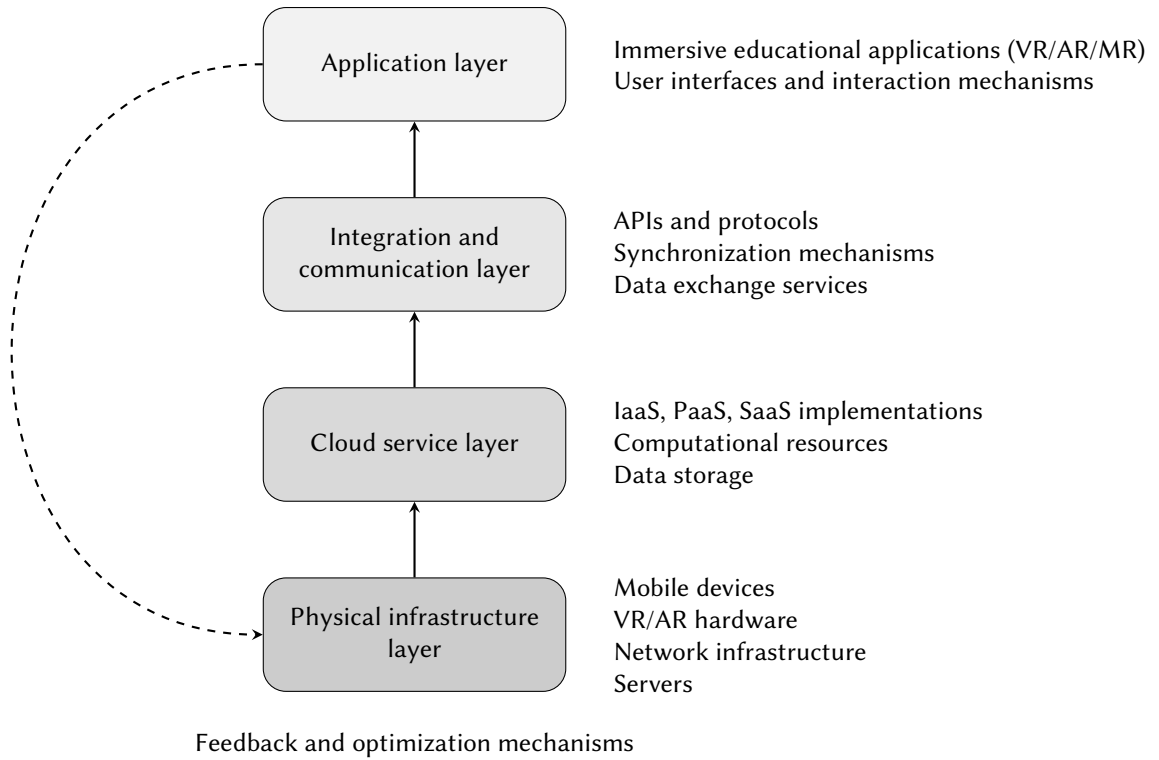 Application layer
Immersive educational applications (VR/AR/MR)
User interfaces and interaction mechanisms
Integration and
communication layer
APIs and protocols
Synchronization mechanisms
Data exchange services
Cloud service layer
IaaS, PaaS, SaaS implementations
Computational resources
Data storage
Physical infrastructure
layer
Mobile devices
VR/AR hardware
Network infrastructure
Servers
Feedback and optimization mechanisms